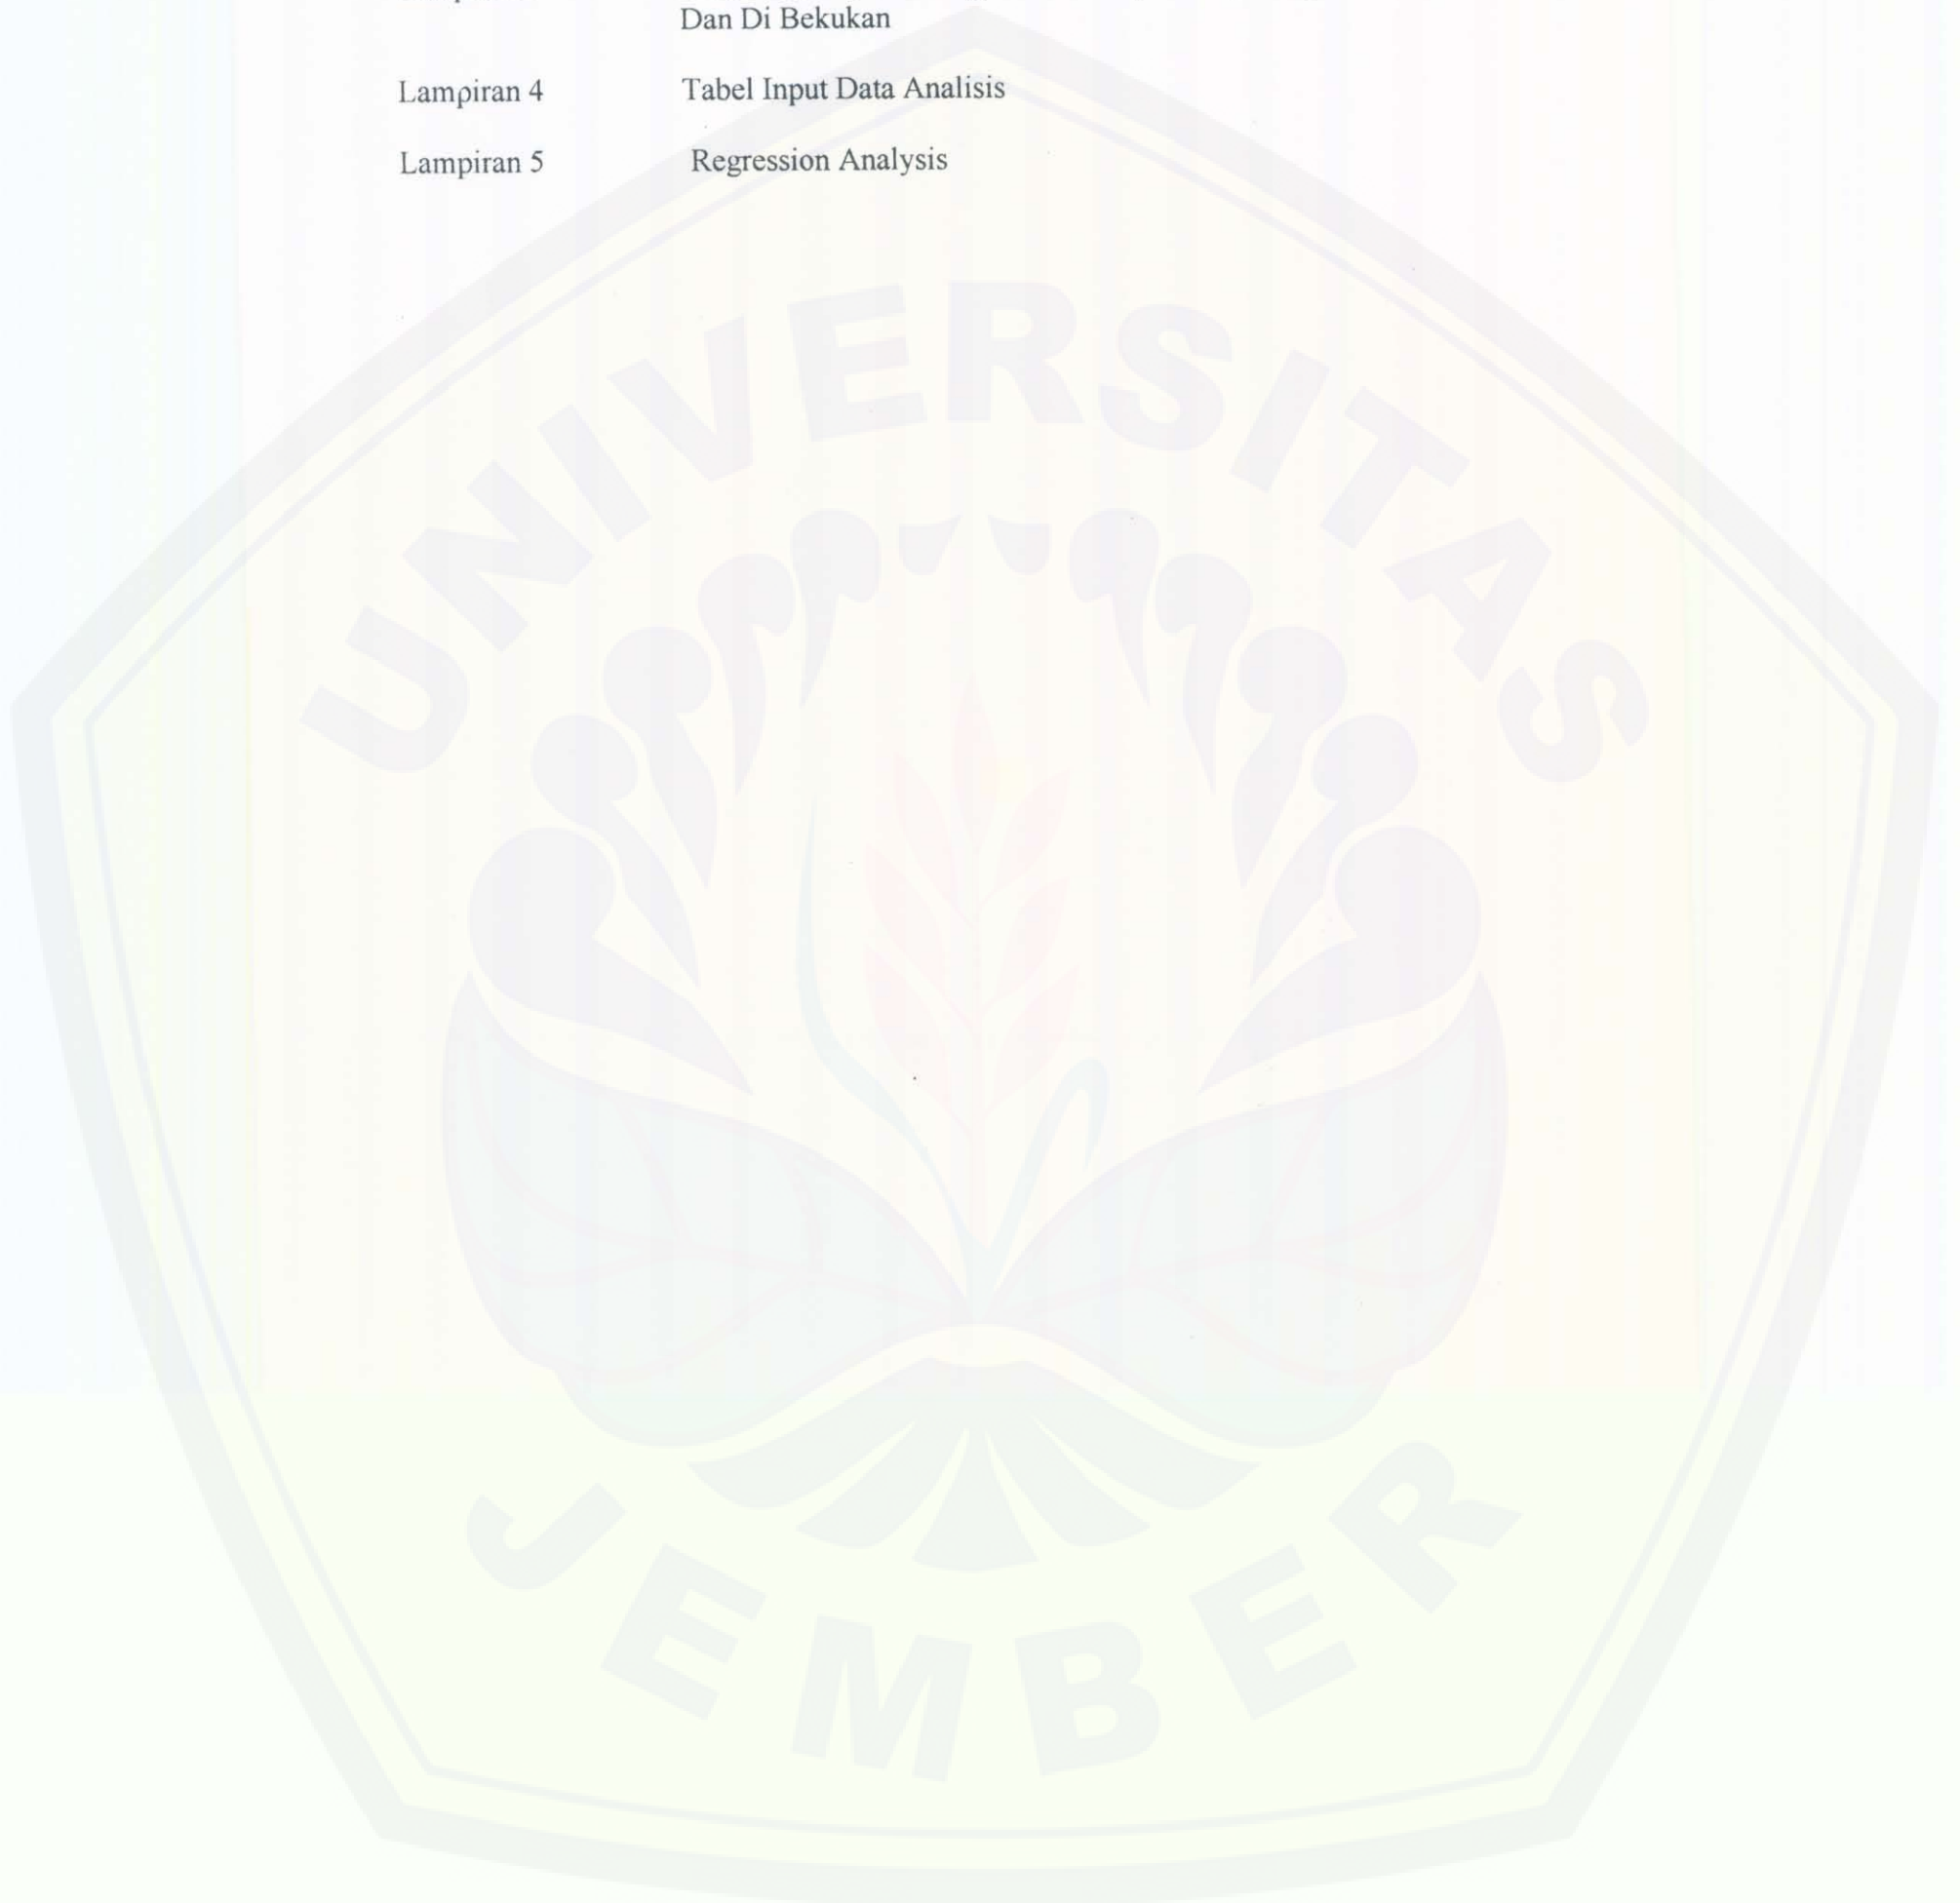 Dan Di Bekukan
Lampiran 4 Tabel Input Data Analisis
Lampiran 5 Regression Analysis
UNIVERSITAS
JEMBER